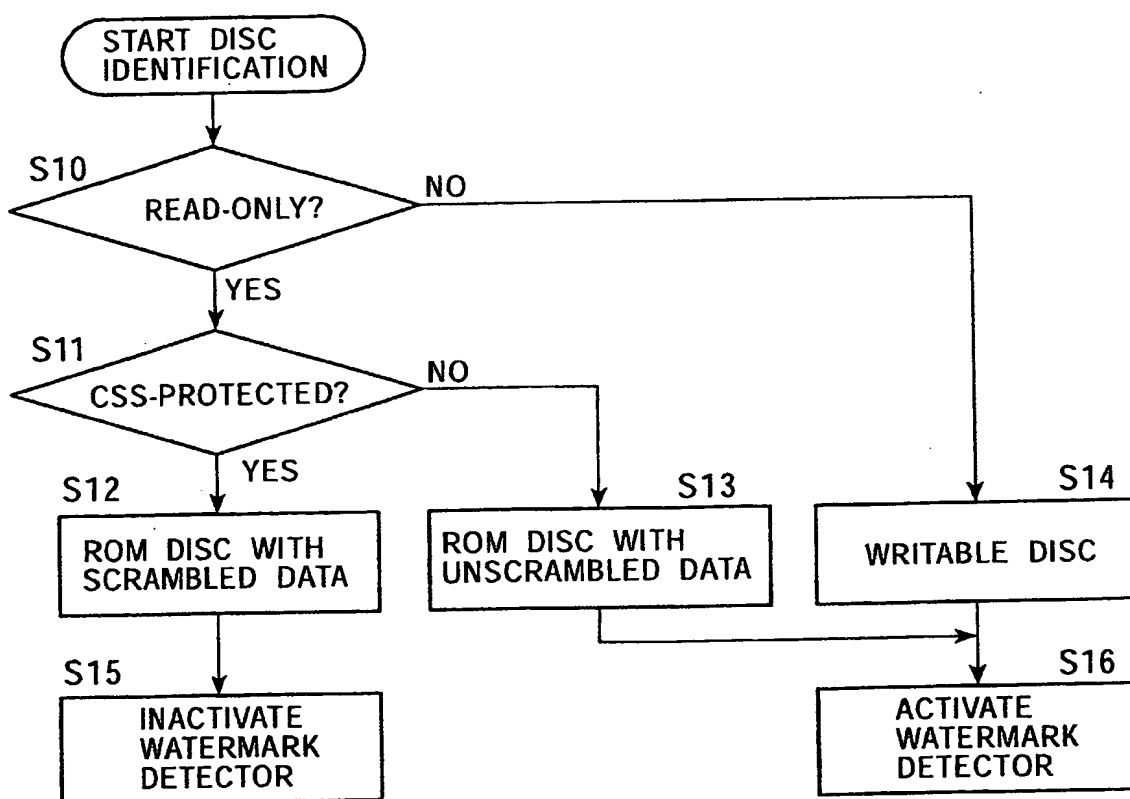 START DISC
IDENTIFICATION
S10
READ-ONLY?
NO
YES
S11
CSS-PROTECTED?
NO
YES
S12
ROM DISC WITH
SCRAMBLED DATA
S13
ROM DISC WITH
UNSCRAMBLED DATA
S14
WRITABLE DISC
S15
INACTIVATE
WATERMARK
DETECTOR
S16
ACTIVATE
WATERMARK
DETECTOR